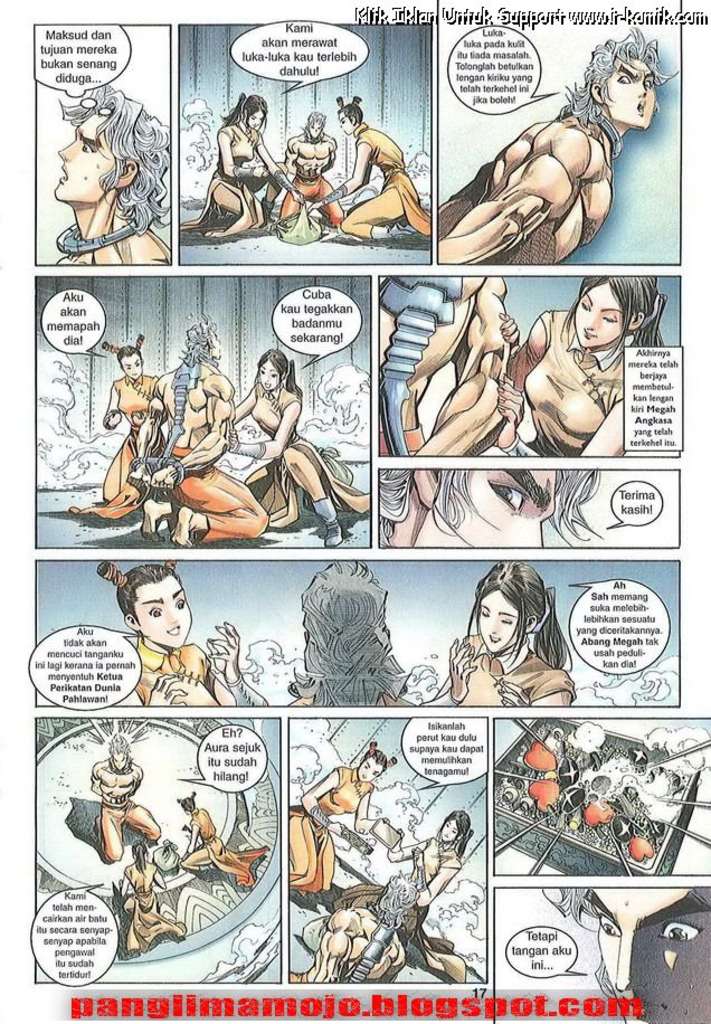 Klik Iklan Untuk Support www.ir-komik.com
Maksud dan
tujuan mereka
bukan senang
diduga...
Kami
akan merawat
luka-luka kau terlebih
dahulu!
Luka-
luka pada kulit
itu tiada masalah.
Tolonglah betulkan
lengan kiriku yang
telah terkehel ini
jika boleh!
Aku
akan
memapah
dia!
Cuba
kau tegakkan
badanmu
sekarang!
Akhirnya
mereka telah
berjaya
membetul-
kan lengan
kiri Megah
Angkasa
yang telah
terkehel itu.
Terima
kasih!
Aku
tidak akan
mencuci tanganku
ini lagi kerana ia pernah
menyentuh Ketua
Perikatan Dunia
Pahlawan!
Ah
Sah memang
suka melebih-
lebihkan sesuatu
yang diceritakannya.
Abang Megah tak
usah peduli-
kan dia!
Eh?
Aura sejuk
itu sudah
hilang!
Kami
telah men-
cairkan air batu
itu secara senyap-
senyap apabila
pengawal
itu sudah
tertidur!
Isikanlah
perut kau dulu
supaya kau dapat
memulihkan
tenagamu!
Tetapi
tangan aku
ini...
17
panglimamojo.blogspot.com